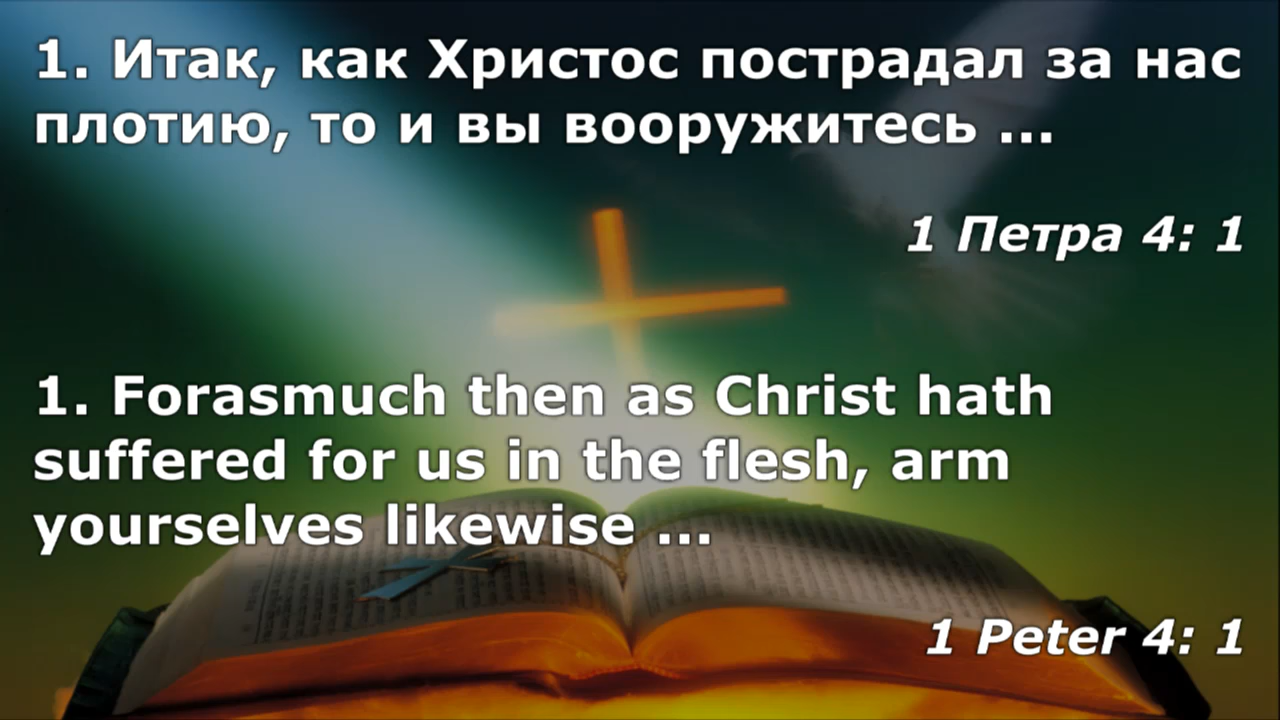 1. Итак, как Христос пострадал за нас
плотию, то и вы вооружитесь ...
1 Петра 4: 1
1. Forasmuch then as Christ hath
suffered for us in the flesh, arm
yourselves likewise ...
1 Peter 4: 1